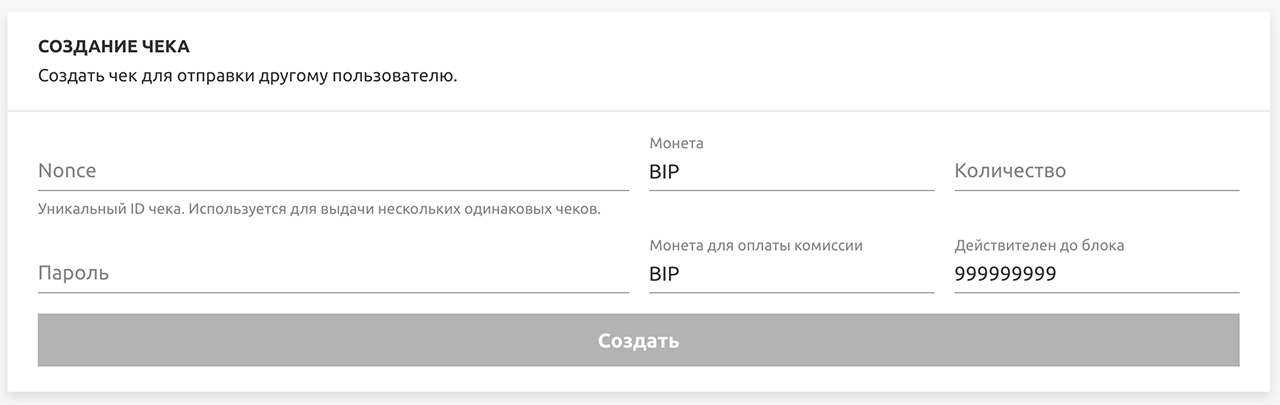 СОЗДАНИЕ ЧЕКА
Создать чек для отправки другому пользователю.
Nonce
Монета
BIP
Количество
Уникальный ID чека. Используется для выдачи нескольких одинаковых чеков.
Пароль
Монета для оплаты комиссии
BIP
Действителен до блока
999999999
Создать